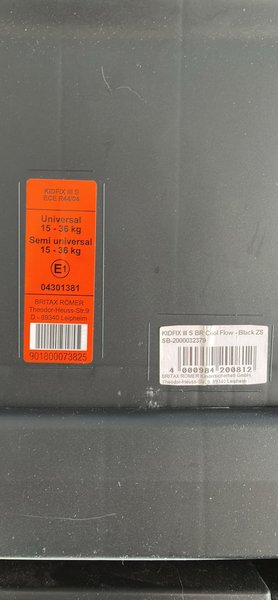 KIDFIX III S
ECE R44/04
Universal
15 - 36 kg
Semi universal
15 - 36 kg
E1
04301381
BRITAX RÖMER
Theodor-Heuss-Str.9
D - 89340 Leipheim
901800073825
KIDFIX III S BR Cool Flow - Black ZS
SB-2000032379
4 000984 200812
BRITAX RÖMER Kindersicherheit GmbH,
Theodor-Heuss-Str. 9, 89340 Leipheim